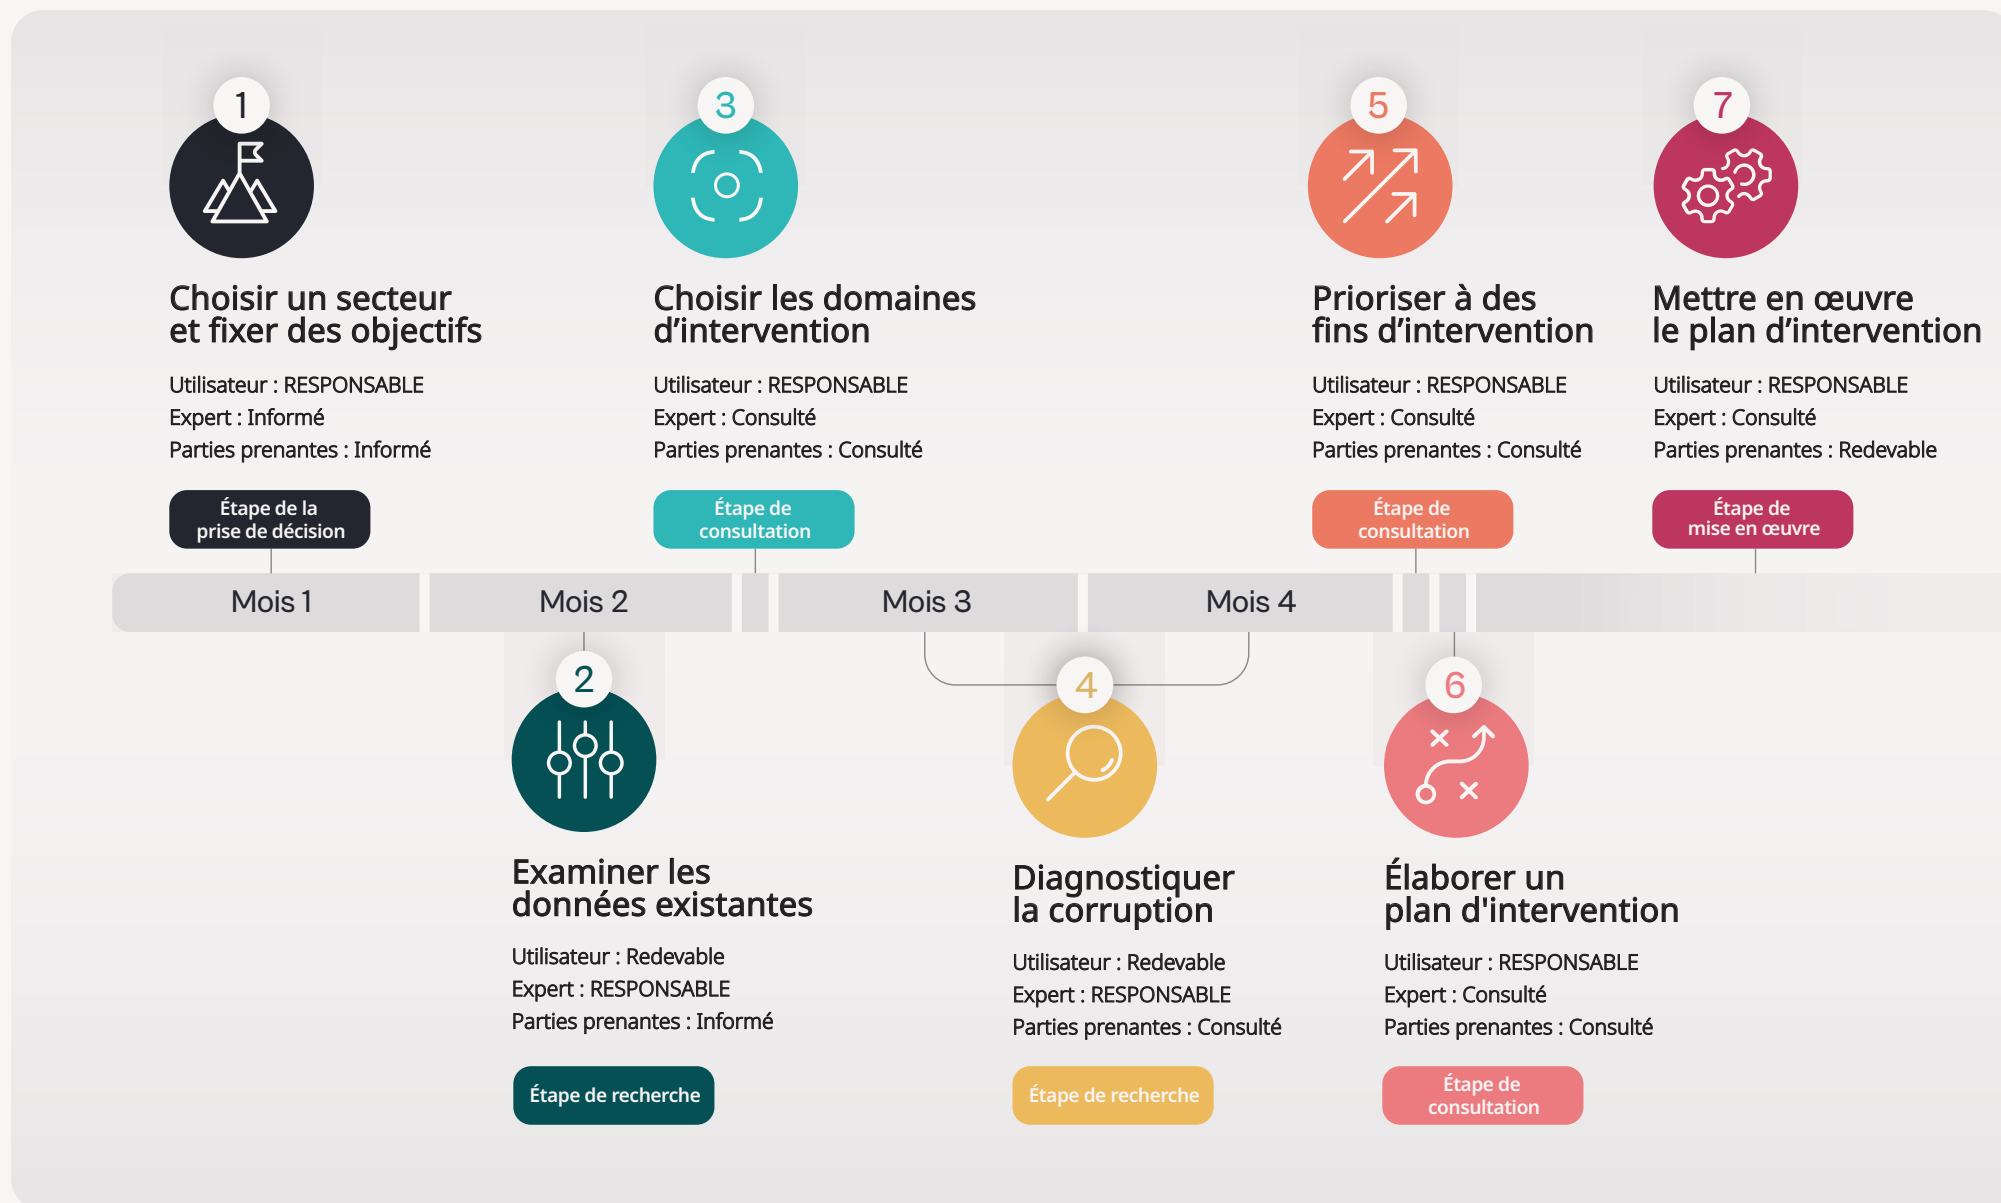 1
Choisir un secteur
et fixer des objectifs
Utilisateur : RESPONSABLE
Expert : Informé
Parties prenantes : Informé
Étape de la
prise de décision
3
Choisir les domaines
d’intervention
Utilisateur : RESPONSABLE
Expert : Consulté
Parties prenantes : Consulté
Étape de
consultation
5
Prioriser à des
fins d’intervention
Utilisateur : RESPONSABLE
Expert : Consulté
Parties prenantes : Consulté
Étape de
consultation
7
Mettre en œuvre
le plan d’intervention
Utilisateur : RESPONSABLE
Expert : Consulté
Parties prenantes : Redevable
Étape de
mise en œuvre
Mois 1
Mois 2
Mois 3
Mois 4
2
Examiner les
données existantes
Utilisateur : Redevable
Expert : RESPONSABLE
Parties prenantes : Informé
Étape de recherche
4
Diagnostiquer
la corruption
Utilisateur : Redevable
Expert : RESPONSABLE
Parties prenantes : Consulté
Étape de recherche
6
Élaborer un
plan d'intervention
Utilisateur : RESPONSABLE
Expert : Consulté
Parties prenantes : Consulté
Étape de
consultation